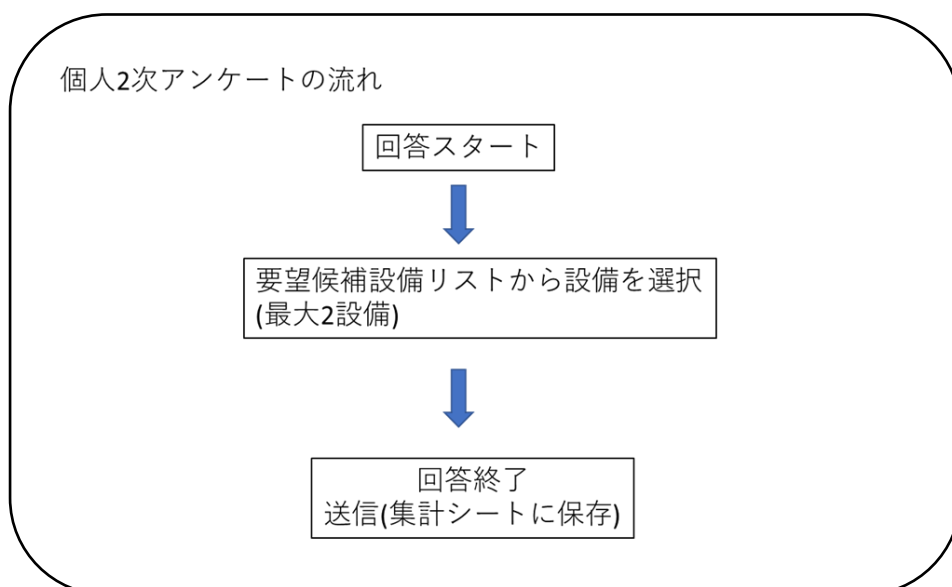 個人2次アンケートの流れ
回答スタート
要望候補設備リストから設備を選択
(最大2設備)
回答終了
送信(集計シートに保存)